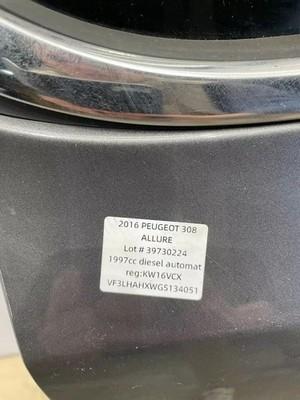 2016 PEUGEOT 308
ALLURE
Lot # 39730224
1997cc diesel automat
reg:KW16VCX
VF3LHAHXWGS134051